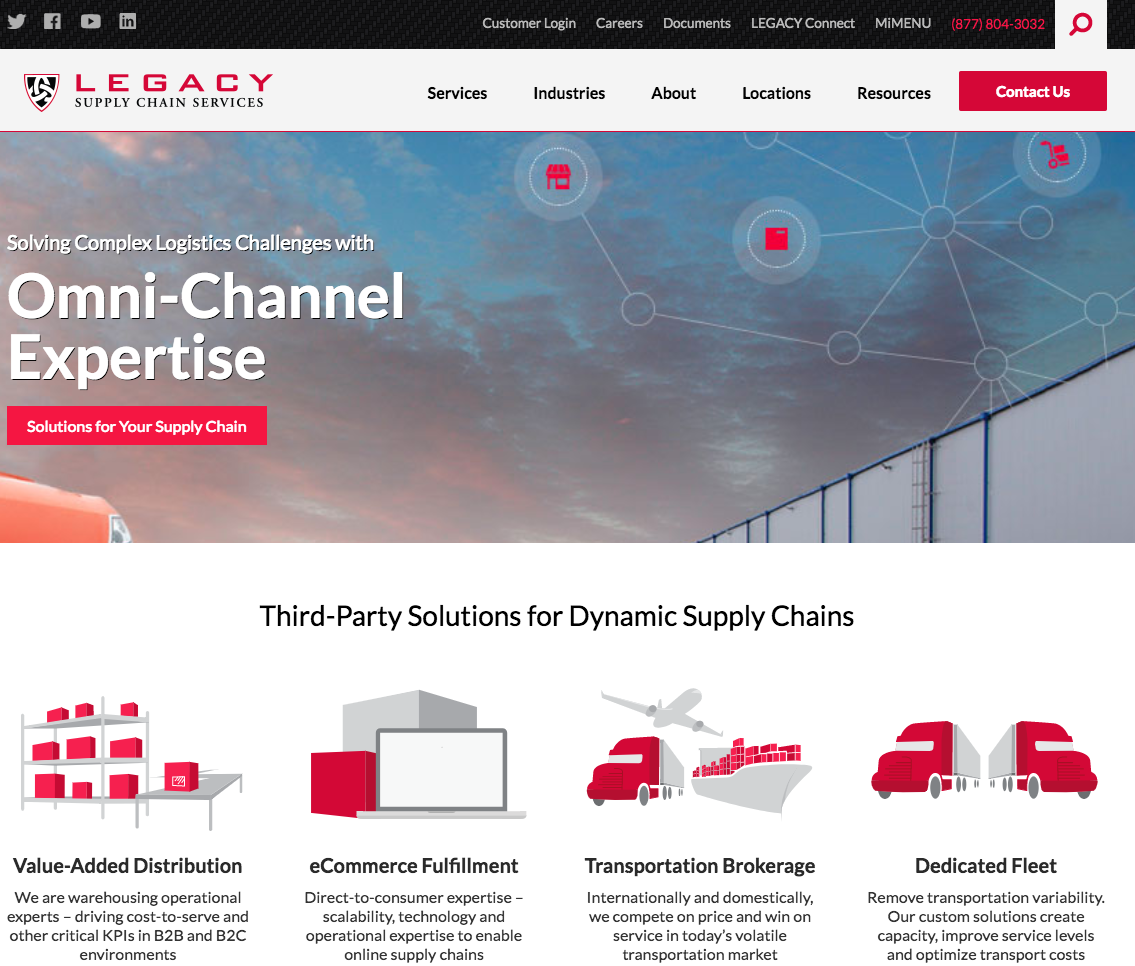 Customer Login Careers Documents LEGACY Connect MiMENU (877) 804-3032
LEGACY
SUPPLY CHAIN SERVICES
Services Industries About Locations Resources Contact Us
Solving Complex Logistics Challenges with
Omni-Channel
Expertise
Solutions for Your Supply Chain
Third-Party Solutions for Dynamic Supply Chains
Value-Added Distribution
We are warehousing operational
experts – driving cost-to-serve and
other critical KPIs in B2B and B2C
environments
eCommerce Fulfillment
Direct-to-consumer expertise –
scalability, technology and
operational expertise to enable
online supply chains
Transportation Brokerage
Internationally and domestically,
we compete on price and win on
service in today's volatile
transportation market
Dedicated Fleet
Remove transportation variability.
Our custom solutions create
capacity, improve service levels
and optimize transport costs